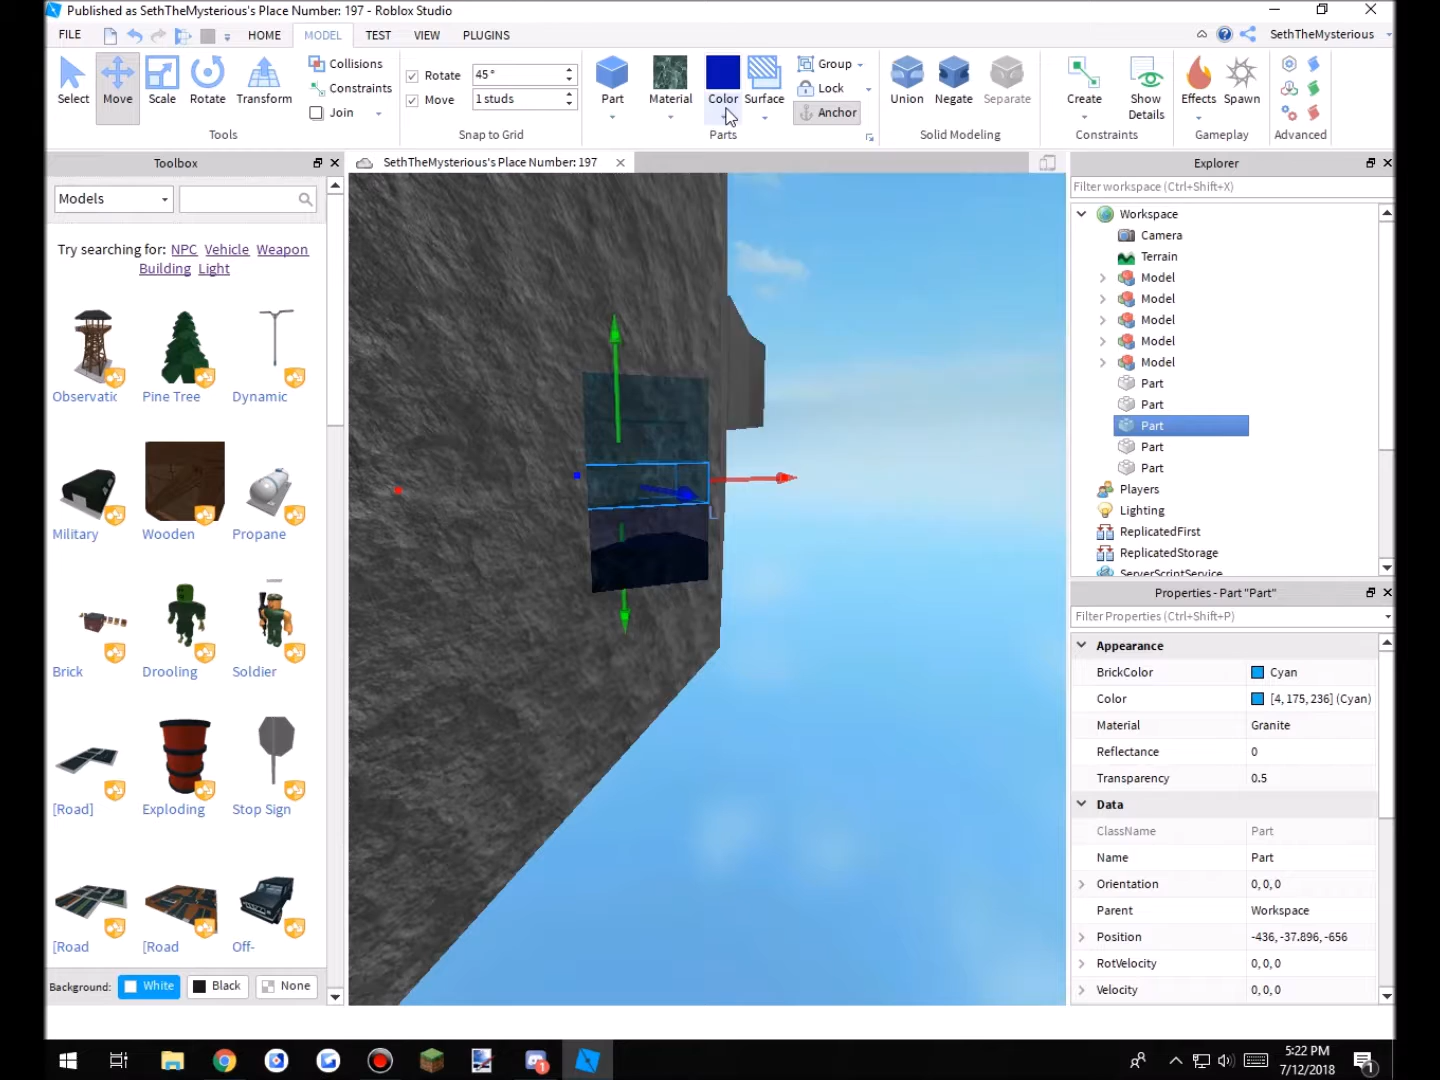 Published as SethTheMysterious's Place Number: 197 - Roblox Studio
FILE HOME MODEL TEST VIEW PLUGINS SethTheMysterious
Select Move Scale Rotate Transform
Collisions
Constraints
Join
Tools
Rotate 45°
Move 1 studs
Snap to Grid
Part Material Color Surface
Group
Lock
Anchor
Parts
Union Negate Separate
Solid Modeling
Create Show Details
Constraints
Effects Spawn
Gameplay
Advanced
Toolbox
SethTheMysterious's Place Number: 197
Explorer
Models
Try searching for: NPC Vehicle Weapon
Building Light
Observatic Pine Tree Dynamic
Military Wooden Propane
Brick Drooling Soldier
[Road] Exploding Stop Sign
[Road [Road Off-
Background: White Black None
L
Filter workspace (Ctrl+Shift+X)
Workspace
Camera
Terrain
Model
Model
Model
Model
Model
Part
Part
Part
Part
Part
Players
Lighting
ReplicatedFirst
ReplicatedStorage
ServerScriptService
Properties - Part "Part"
Filter Properties (Ctrl+Shift+P)
Appearance
BrickColor Cyan
Color [4, 175, 236] (Cyan)
Material Granite
Reflectance 0
Transparency 0.5
Data
ClassName Part
Name Part
Orientation 0, 0, 0
Parent Workspace
Position -436, -37.896, -656
RotVelocity 0, 0, 0
Velocity 0, 0, 0
1
5:22 PM
7/12/2018
1